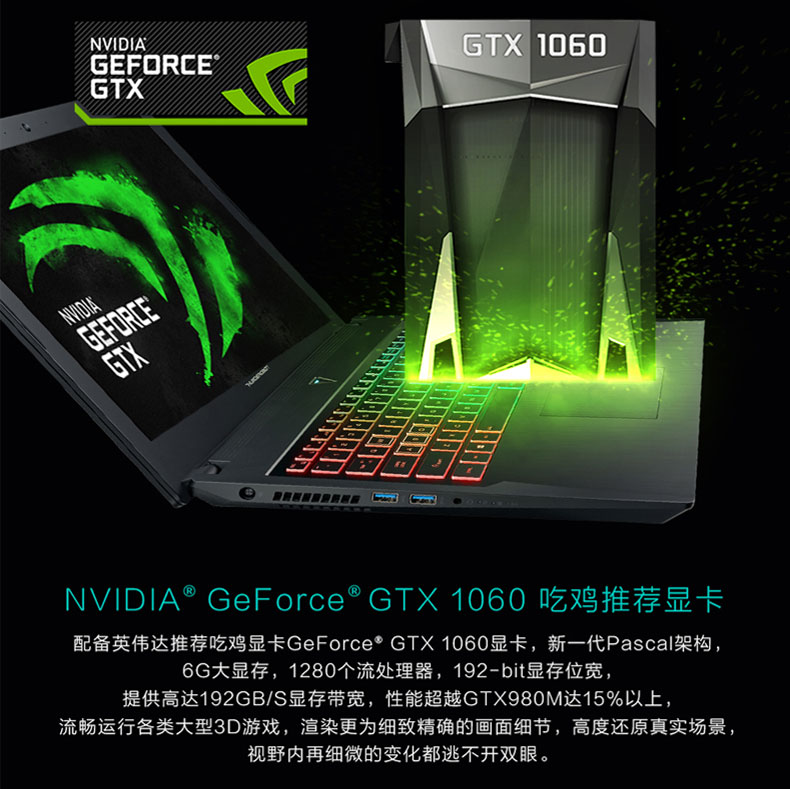 NVIDIA®
GEFORCE®
GTX
GTX 1060
NVIDIA®
GEFORCE®
GTX
NVIDIA® GeForce® GTX 1060 吃鸡推荐显卡
配备英伟达推荐吃鸡显卡GeForce® GTX 1060显卡，新一代Pascal架构，
6G大显存，1280个流处理器，192-bit显存位宽，
提供高达192GB/S显存带宽，性能超越GTX980M达15%以上，
流畅运行各类大型3D游戏，渲染更为细致精确的画面细节，高度还原真实场景，
视野内再细微的变化都逃不开双眼。